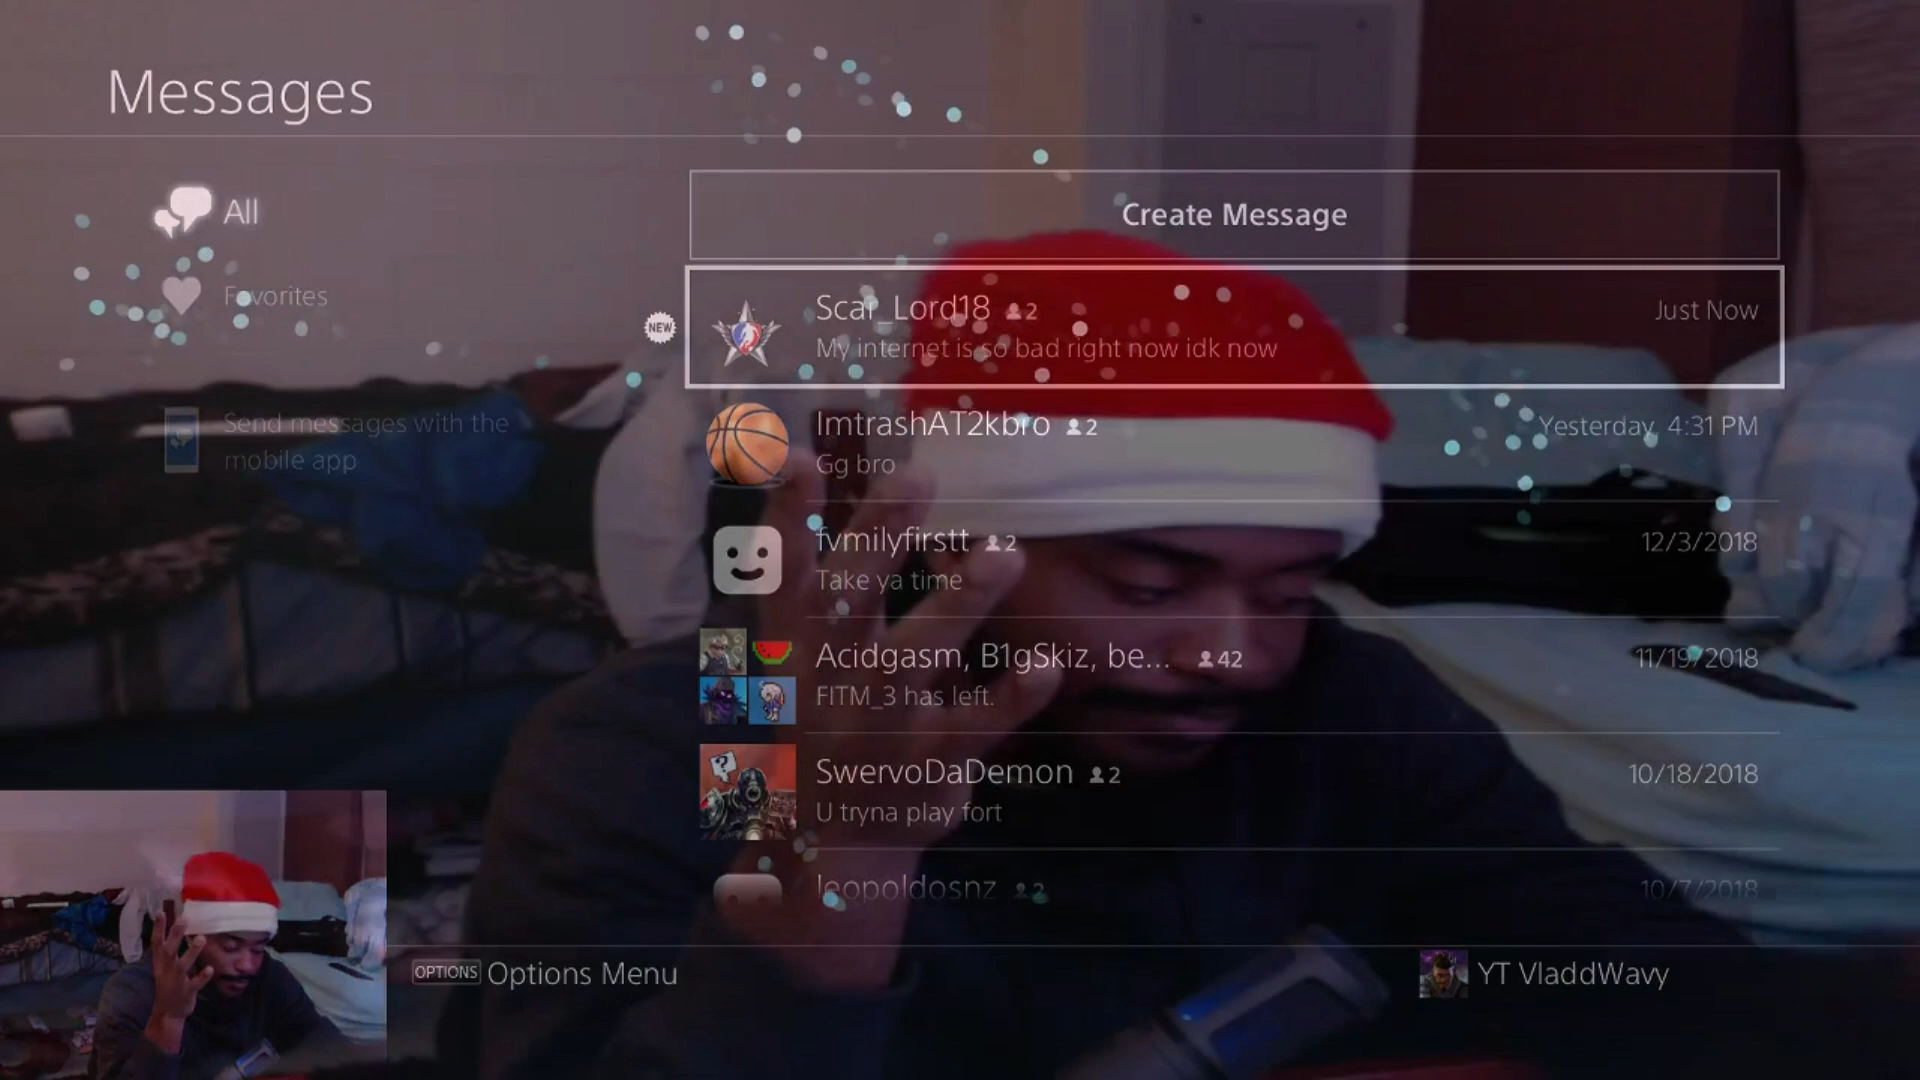 Messages
All
Favorites
Send messages with the
mobile app
Create Message
NEW
Scar_Lord18 2
Just Now
My internet is so bad right now idk now
ImtrashAT2kbro 2
Yesterday 4:31 PM
Gg bro
fvmilyfirstt 2
12/3/2018
Take ya time
Acidgasm, B1gSkiz, be... 42
11/19/2018
FITM_3 has left.
SwervoDaDemon 2
10/18/2018
U tryna play fort
leopoldosnz 2
10/7/2018
OPTIONS Options Menu
YT VladdWavy